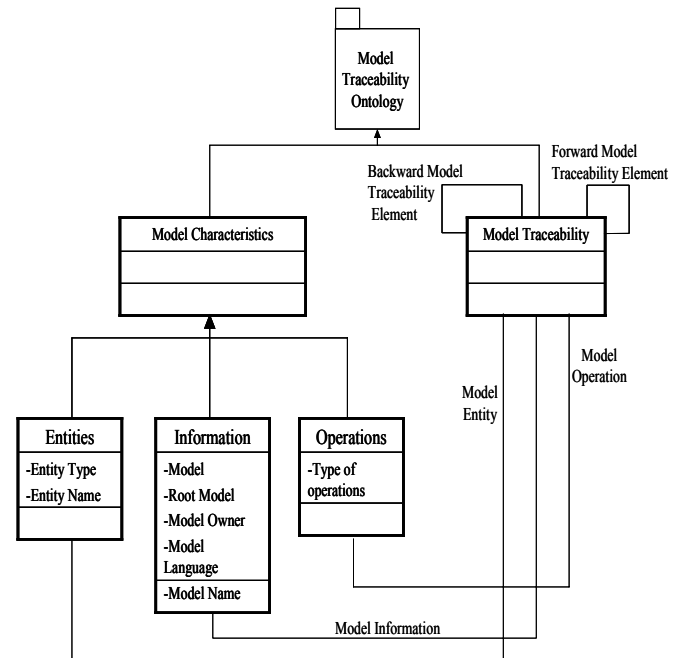 Model
Traceability
Ontology
Backward Model
Traceability
Element
Forward Model
Traceability Element
Model Characteristics
Model Traceability
Model
Operation
Model
Entity
Entities
-Entity Type
-Entity Name
Information
-Model
-Root Model
-Model Owner
-Model
Language
-Model Name
Operations
-Type of
operations
Model Information